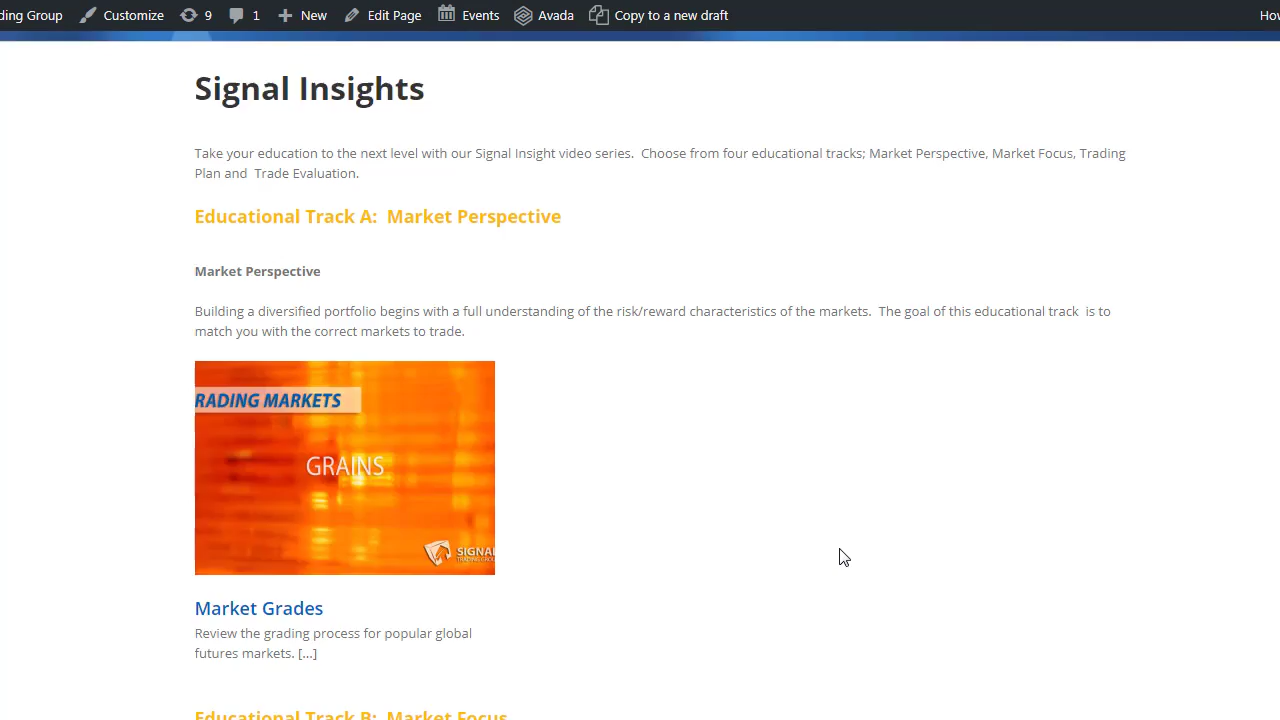 ding Group Customize 9 1 New Edit Page Events Avada Copy to a new draft Hov
Signal Insights
Take your education to the next level with our Signal Insight video series. Choose from four educational tracks; Market Perspective, Market Focus, Trading
Plan and Trade Evaluation.
Educational Track A: Market Perspective
Market Perspective
Building a diversified portfolio begins with a full understanding of the risk/reward characteristics of the markets. The goal of this educational track is to
match you with the correct markets to trade.
RADING MARKETS
GRAINS
SIGNAL
TRADING GROU
Market Grades
Review the grading process for popular global
futures markets. [...]
Educational Track B: Market Focus